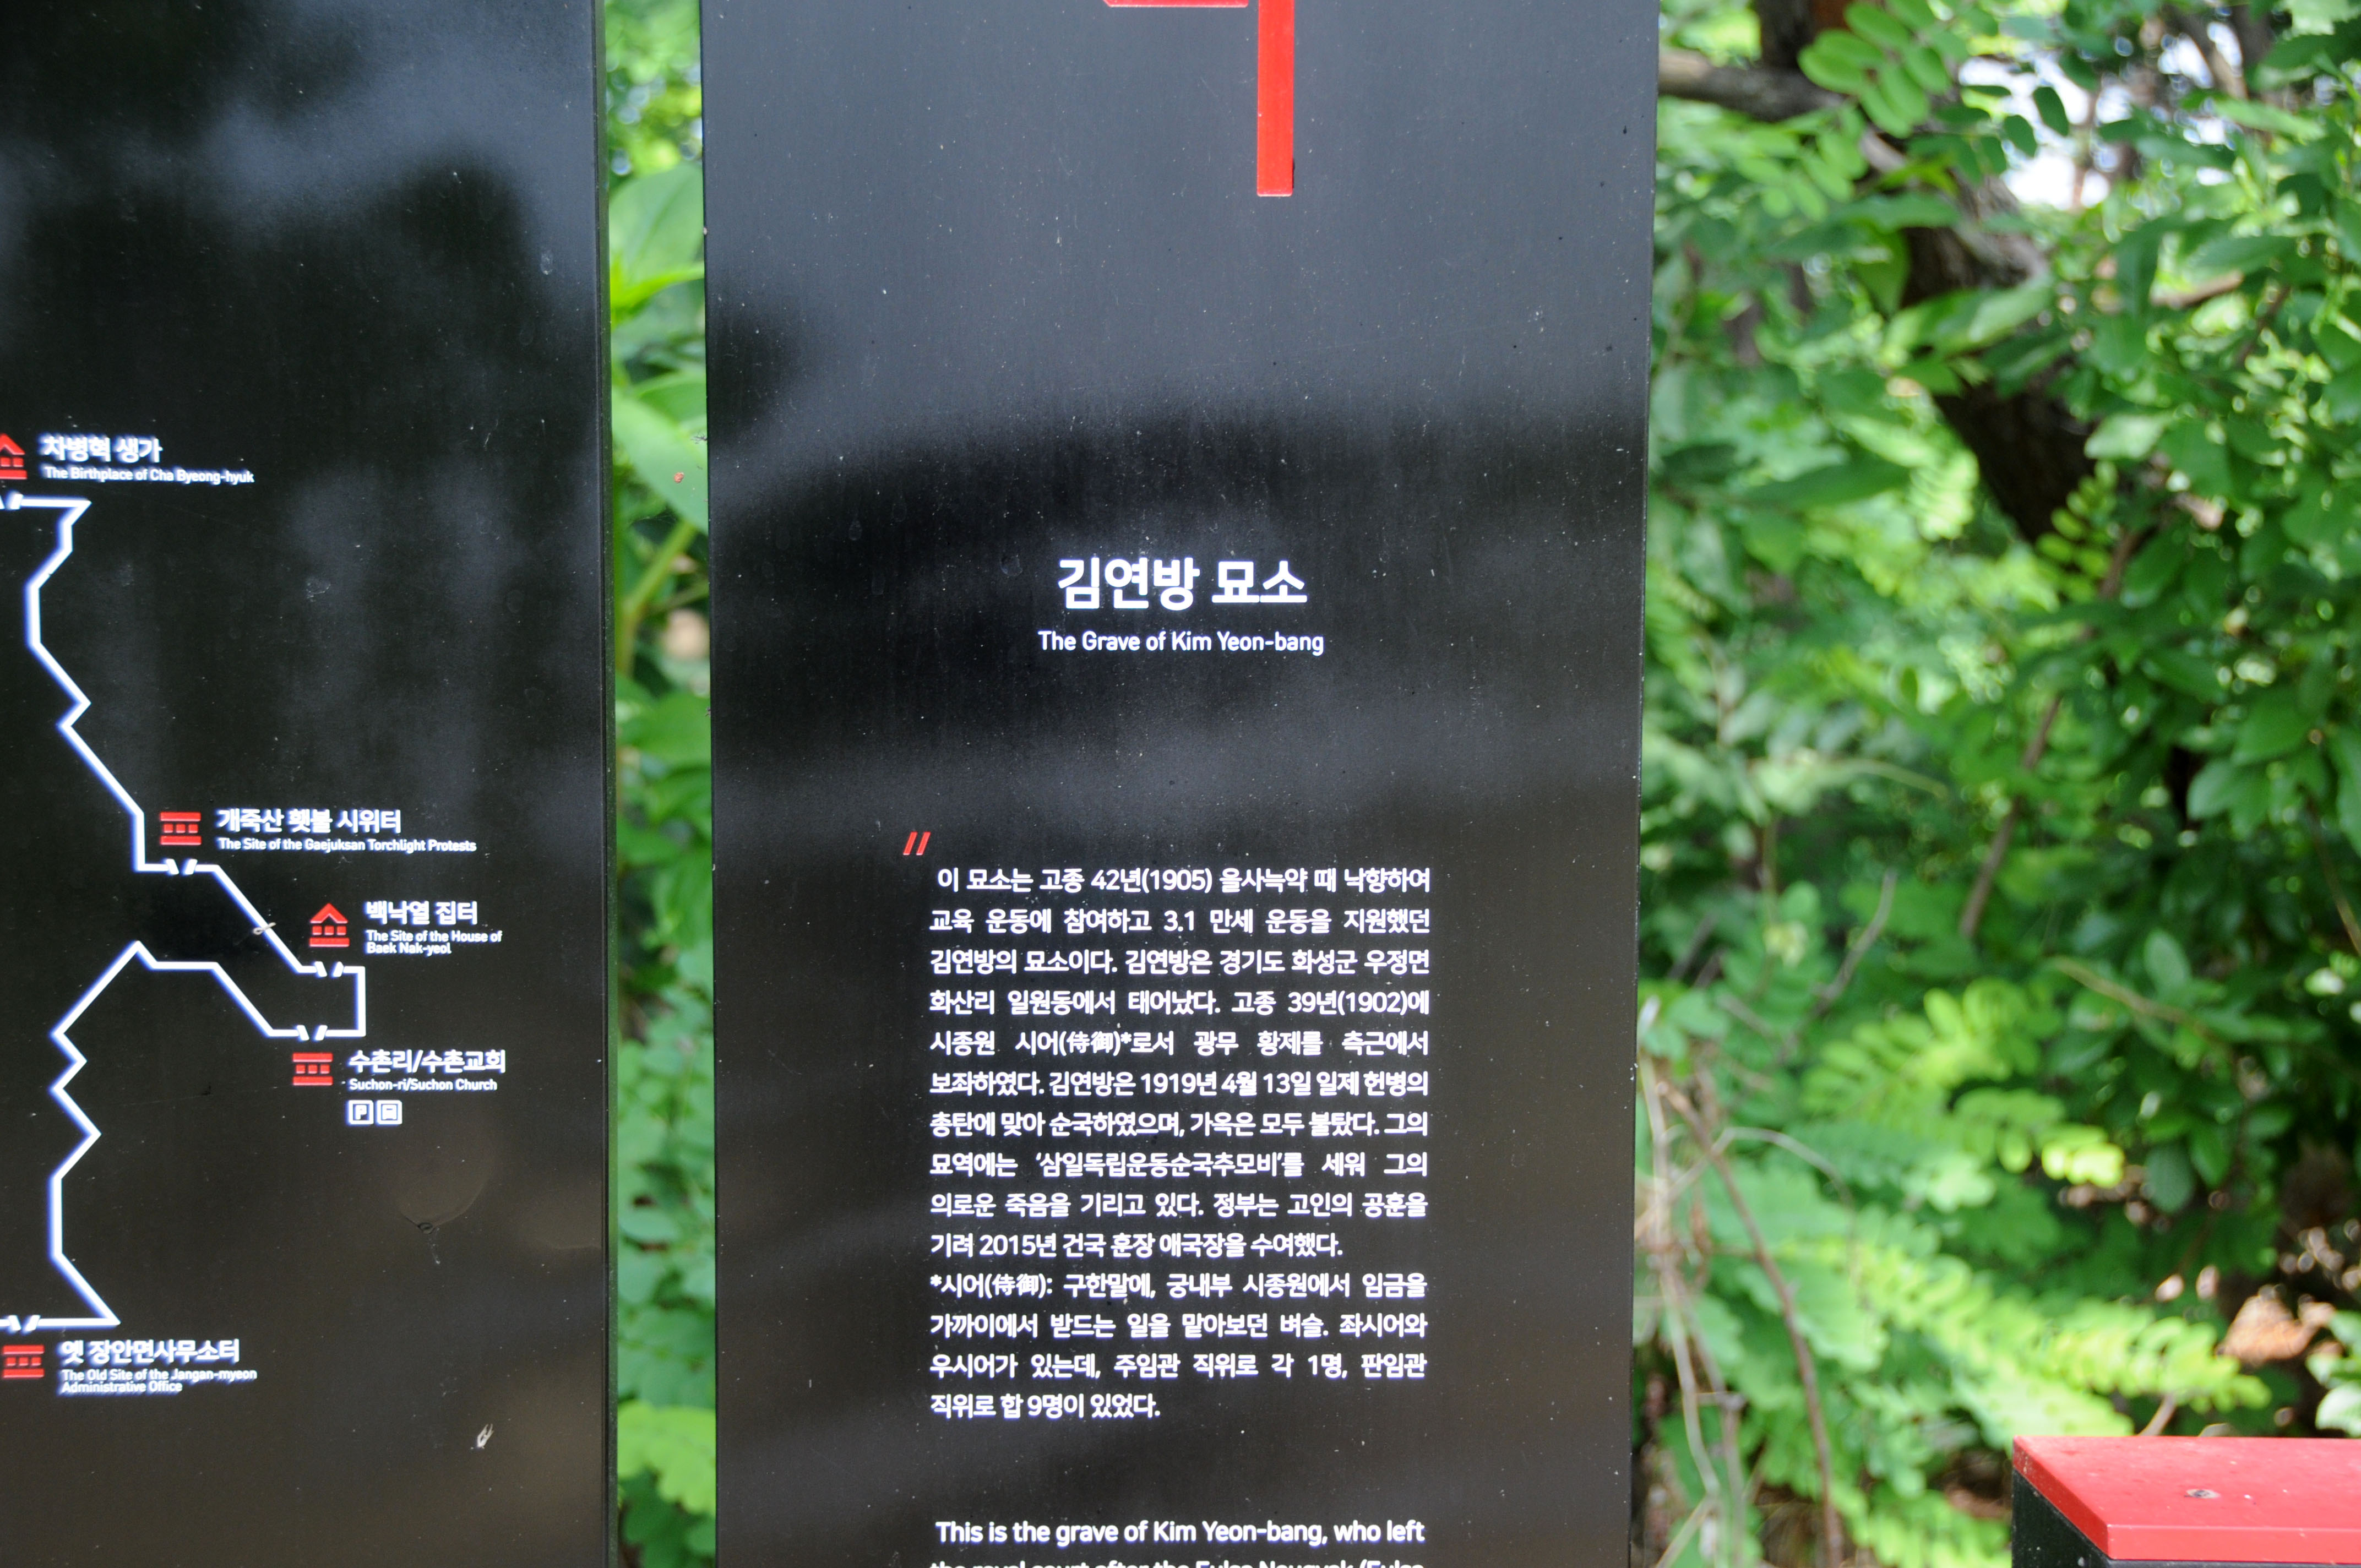 차병혁 생가
The Birthplace of Cha Byeong-hyuk
개죽산 횃불 시위터
The Site of the Gaejuksan Torchlight Protests
백낙열 집터
The Site of the House of
Baek Nak-yeol
수촌리/수촌교회
Suchon-ri/Suchon Church
P
옛 장안면사무소터
The Old Site of the Jangan-myeon
Administrative Office
김연방 묘소
The Grave of Kim Yeon-bang
이 묘소는 고종 42년(1905) 을사늑약 때 낙향하여
교육 운동에 참여하고 3.1 만세 운동을 지원했던
김연방의 묘소이다. 김연방은 경기도 화성군 우정면
화산리 일원동에서 태어났다. 고종 39년(1902)에
시종원 시어(侍御)*로서 광무 황제를 측근에서
보좌하였다. 김연방은 1919년 4월 13일 일제 헌병의
총탄에 맞아 순국하였으며, 가옥은 모두 불탔다. 그의
묘역에는 ‘삼일독립운동순국추모비’를 세워 그의
의로운 죽음을 기리고 있다. 정부는 고인의 공훈을
기려 2015년 건국 훈장 애국장을 수여했다.
*시어(侍御): 구한말에, 궁내부 시종원에서 임금을
가까이에서 받드는 일을 맡아보던 벼슬. 좌시어와
우시어가 있는데, 주임관 직위로 각 1명, 판임관
직위로 합 9명이 있었다.
This is the grave of Kim Yeon-bang, who left